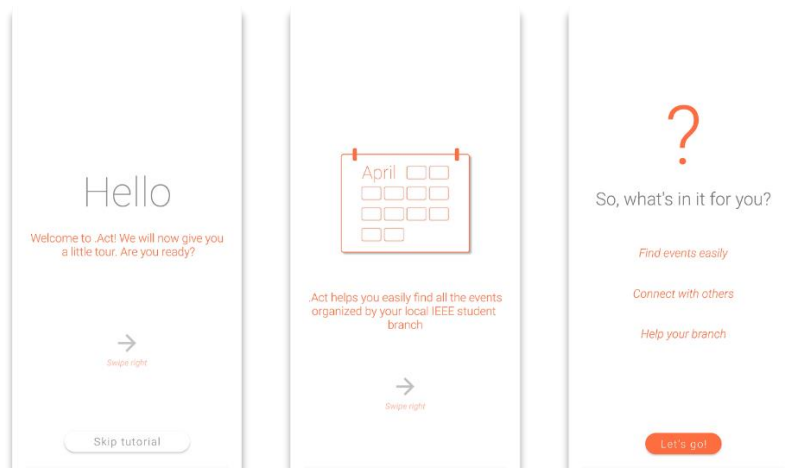 Hello
Welcome to .Act! We will now give you
a little tour. Are you ready?
Swipe right
Skip tutorial
April
.Act helps you easily find all the events
organized by your local IEEE student
branch
Swipe right
?
So, what's in it for you?
Find events easily
Connect with others
Help your branch
Let's go!